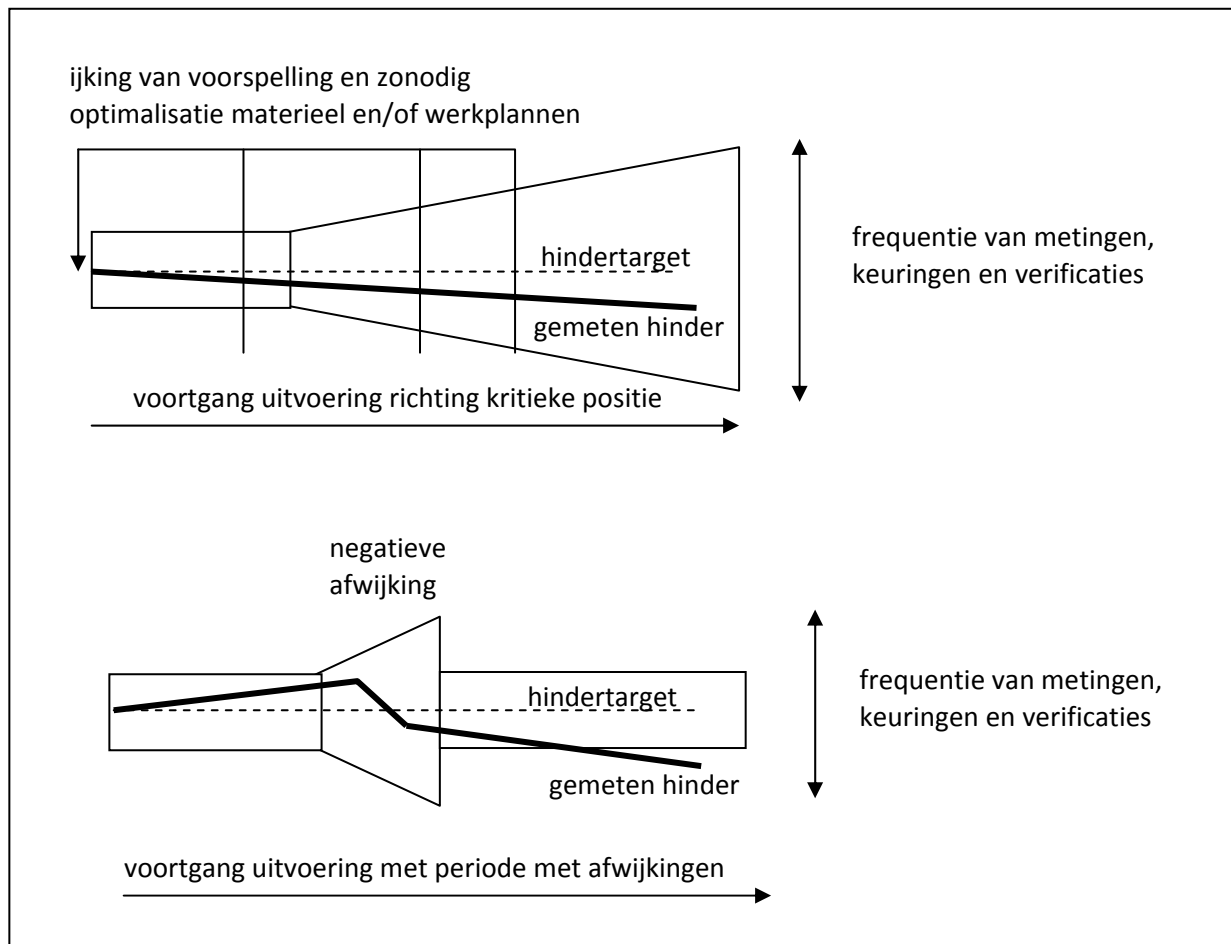 ijking van voorspelling en zonodig
optimalisatie materieel en/of werkplannen
hindertarget
gemeten hinder
frequentie van metingen,
keuringen en verificaties
voortgang uitvoering richting kritieke positie
negatieve
afwijking
hindertarget
gemeten hinder
frequentie van metingen,
keuringen en verificaties
voortgang uitvoering met periode met afwijkingen